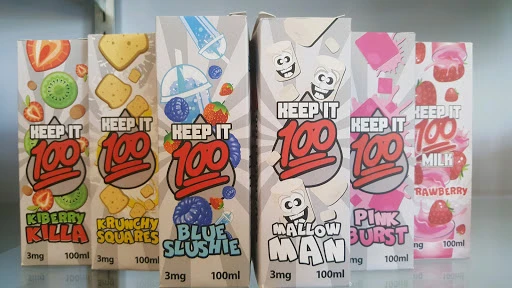 KEEP IT
100
KIBERRY
KILLA
3mg 100ml
KEEP IT
100
KRUNCHY
SQUARES
3mg 100ml
KEEP IT
100
BLUE
SLUSHIE
3mg 100ml
KEEP IT
100
MALLOW
MAN
3mg 100ml
KEEP IT
100
PINK
BURST
100ml
KEEP IT
100
MILK
100ml